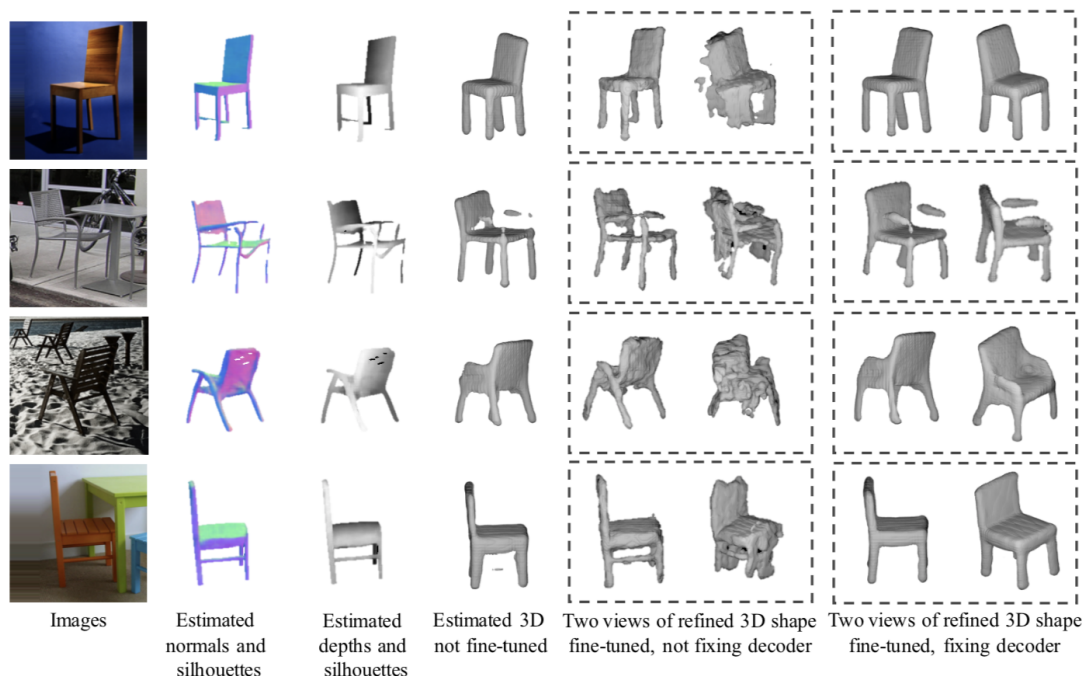 Images
Estimated
normals and
silhouettes
Estimated
depths and
silhouettes
Estimated 3D
not fine-tuned
Two views of refined 3D shape
fine-tuned, not fixing decoder
Two views of refined 3D shape
fine-tuned, fixing decoder